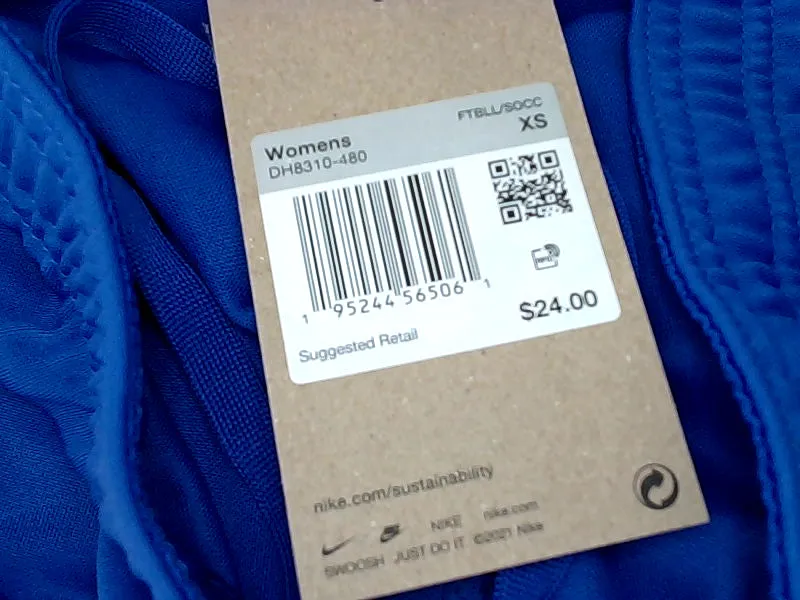 Womens
FTBLL/SOCC
DH8310-480
XS
1 95244 56506 1
$24.00
Suggested Retail
nike.com/sustainability
NIKE nike.com
SWOOSH JUST DO IT ©2021 Nike